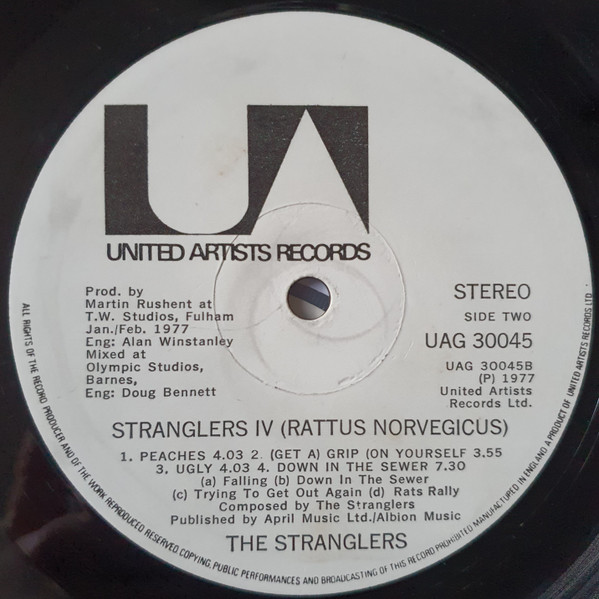 UA
UNITED ARTISTS RECORDS
Prod. by
Martin Rushent at
T.W. Studios, Fulham
Jan./Feb. 1977
Eng: Alan Winstanley
Mixed at
Olympic Studios,
Barnes,
Eng: Doug Bennett
STEREO
SIDE TWO
UAG 30045
UAG 30045B
(P) 1977
United Artists
Records Ltd.
STRANGLERS IV (RATTUS NORVEGICUS)
1. PEACHES 4.03 2. (GET A) GRIP (ON YOURSELF 3.55
3. UGLY 4.03 4. DOWN IN THE SEWER 7.30
(a) Falling (b) Down In The Sewer
(c) Trying To Get Out Again (d) Rats Rally
Composed by The Stranglers
Published by April Music Ltd./Albion Music
THE STRANGLERS
ALL RIGHTS OF THE RECORD PRODUCER AND OF THE WORK REPRODUCED RESERVED. COPYING, PUBLIC PERFORMANCES AND BROADCASTING OF THIS RECORD PROHIBITED. MANUFACTURED IN ENGLAND. A PRODUCT OF UNITED ARTISTS RECORDS LTD.